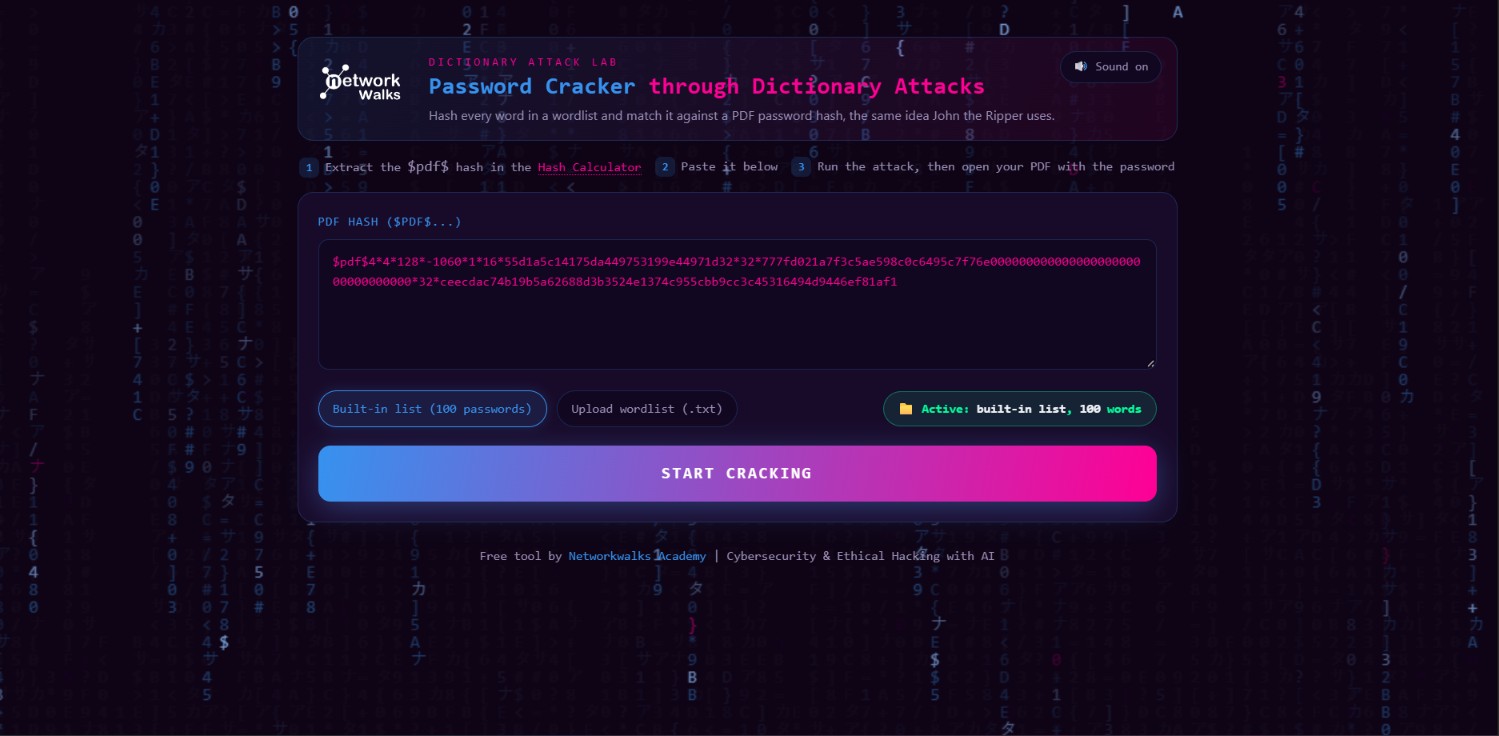 network
Walks
DICTIONARY ATTACK LAB
Password Cracker through Dictionary Attacks
Hash every word in a wordlist and match it against a PDF password hash, the same idea John the Ripper uses.
🔊 Sound on
1 Extract the $pdf$ hash in the Hash Calculator 2 Paste it below 3 Run the attack, then open your PDF with the password
PDF HASH ($PDF$...)
$pdf$4*4*128*-1060*1*16*55d1a5c14175da449753199e44971d32*32*777fd021a7f3c5ae598c0c6495c7f76e0000000000000000000000
00000000000*32*ceecdac74b19b5a62688d3b3524e1374c955cbb9cc3c45316494d9446ef81af1
Built-in list (100 passwords)
Upload wordlist (.txt)
📁 Active: built-in list, 100 words
START CRACKING
Free tool by Networkwalks Academy | Cybersecurity & Ethical Hacking with AI